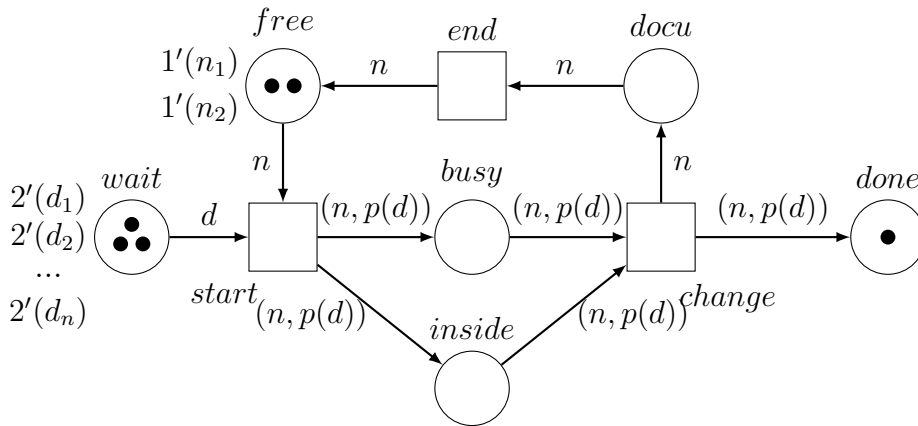 free
end
docu
1′(n₁)
n
n
1′(n₂)
n
n
wait
busy
done
2′(d₁)
d
(n, p(d))
(n, p(d))
(n, p(d))
2′(d₂)
...
start
change
2′(dₙ)
(n, p(d))
(n, p(d))
inside